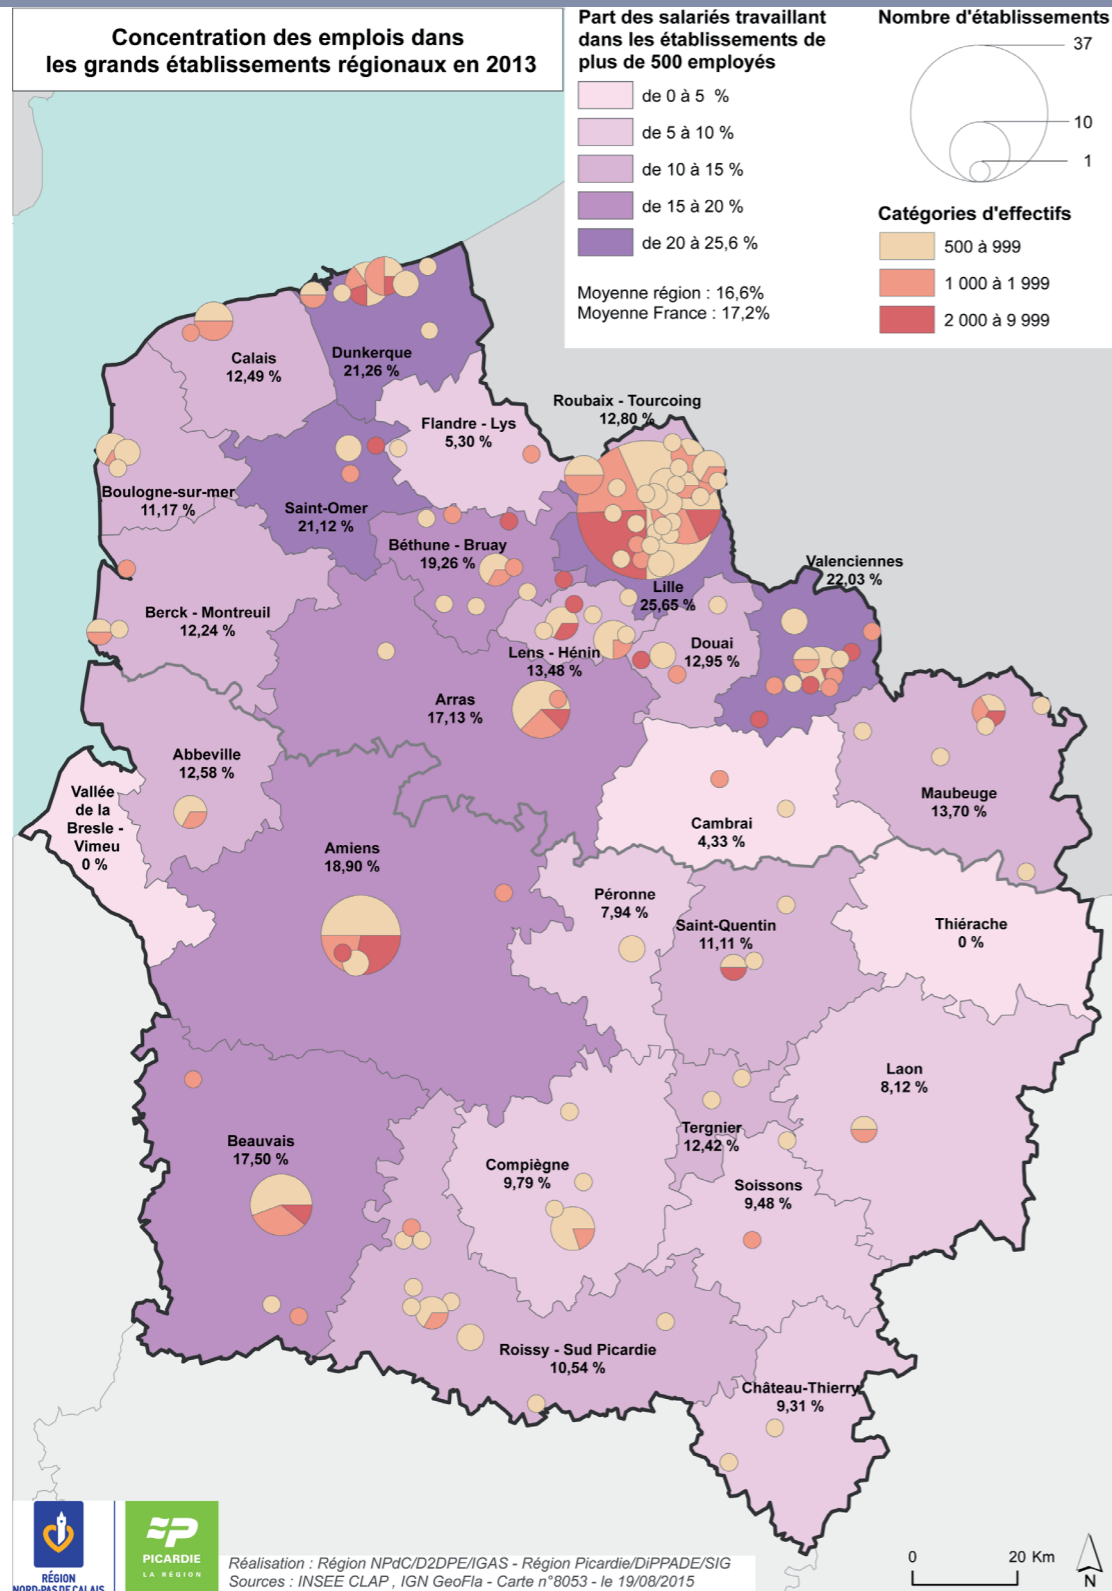 Concentration des emplois dans
les grands établissements régionaux en 2013
Part des salariés travaillant
dans les établissements de
plus de 500 employés
de 0 à 5 %
de 5 à 10 %
de 10 à 15 %
de 15 à 20 %
de 20 à 25,6 %
Moyenne région : 16,6%
Moyenne France : 17,2%
Nombre d'établissements
37
10
1
Catégories d'effectifs
500 à 999
1 000 à 1 999
2 000 à 9 999
Calais
12,49 %
Dunkerque
21,26 %
Flandre - Lys
5,30 %
Roubaix - Tourcoing
12,80 %
Boulogne-sur-mer
11,17 %
Saint-Omer
21,12 %
Béthune - Bruay
19,26 %
Lille
25,65 %
Valenciennes
22,03 %
Berck - Montreuil
12,24 %
Lens - Hénin
13,48 %
Douai
12,95 %
Arras
17,13 %
Abbeville
12,58 %
Vallée
de la
Bresle -
Vimeu
0 %
Cambrai
4,33 %
Maubeuge
13,70 %
Amiens
18,90 %
Péronne
7,94 %
Saint-Quentin
11,11 %
Thiérache
0 %
Laon
8,12 %
Tergnier
12,42 %
Beauvais
17,50 %
Compiègne
9,79 %
Soissons
9,48 %
Roissy - Sud Picardie
10,54 %
Château-Thierry
9,31 %
RÉGION
NORD-PAS DE CALAIS
PICARDIE
LA RÉGION
Réalisation : Région NPdC/D2DPE/IGAS - Région Picardie/DiPPADE/SIG
Sources : INSEE CLAP , IGN GeoFla - Carte n°8053 - le 19/08/2015
0 20 Km
N